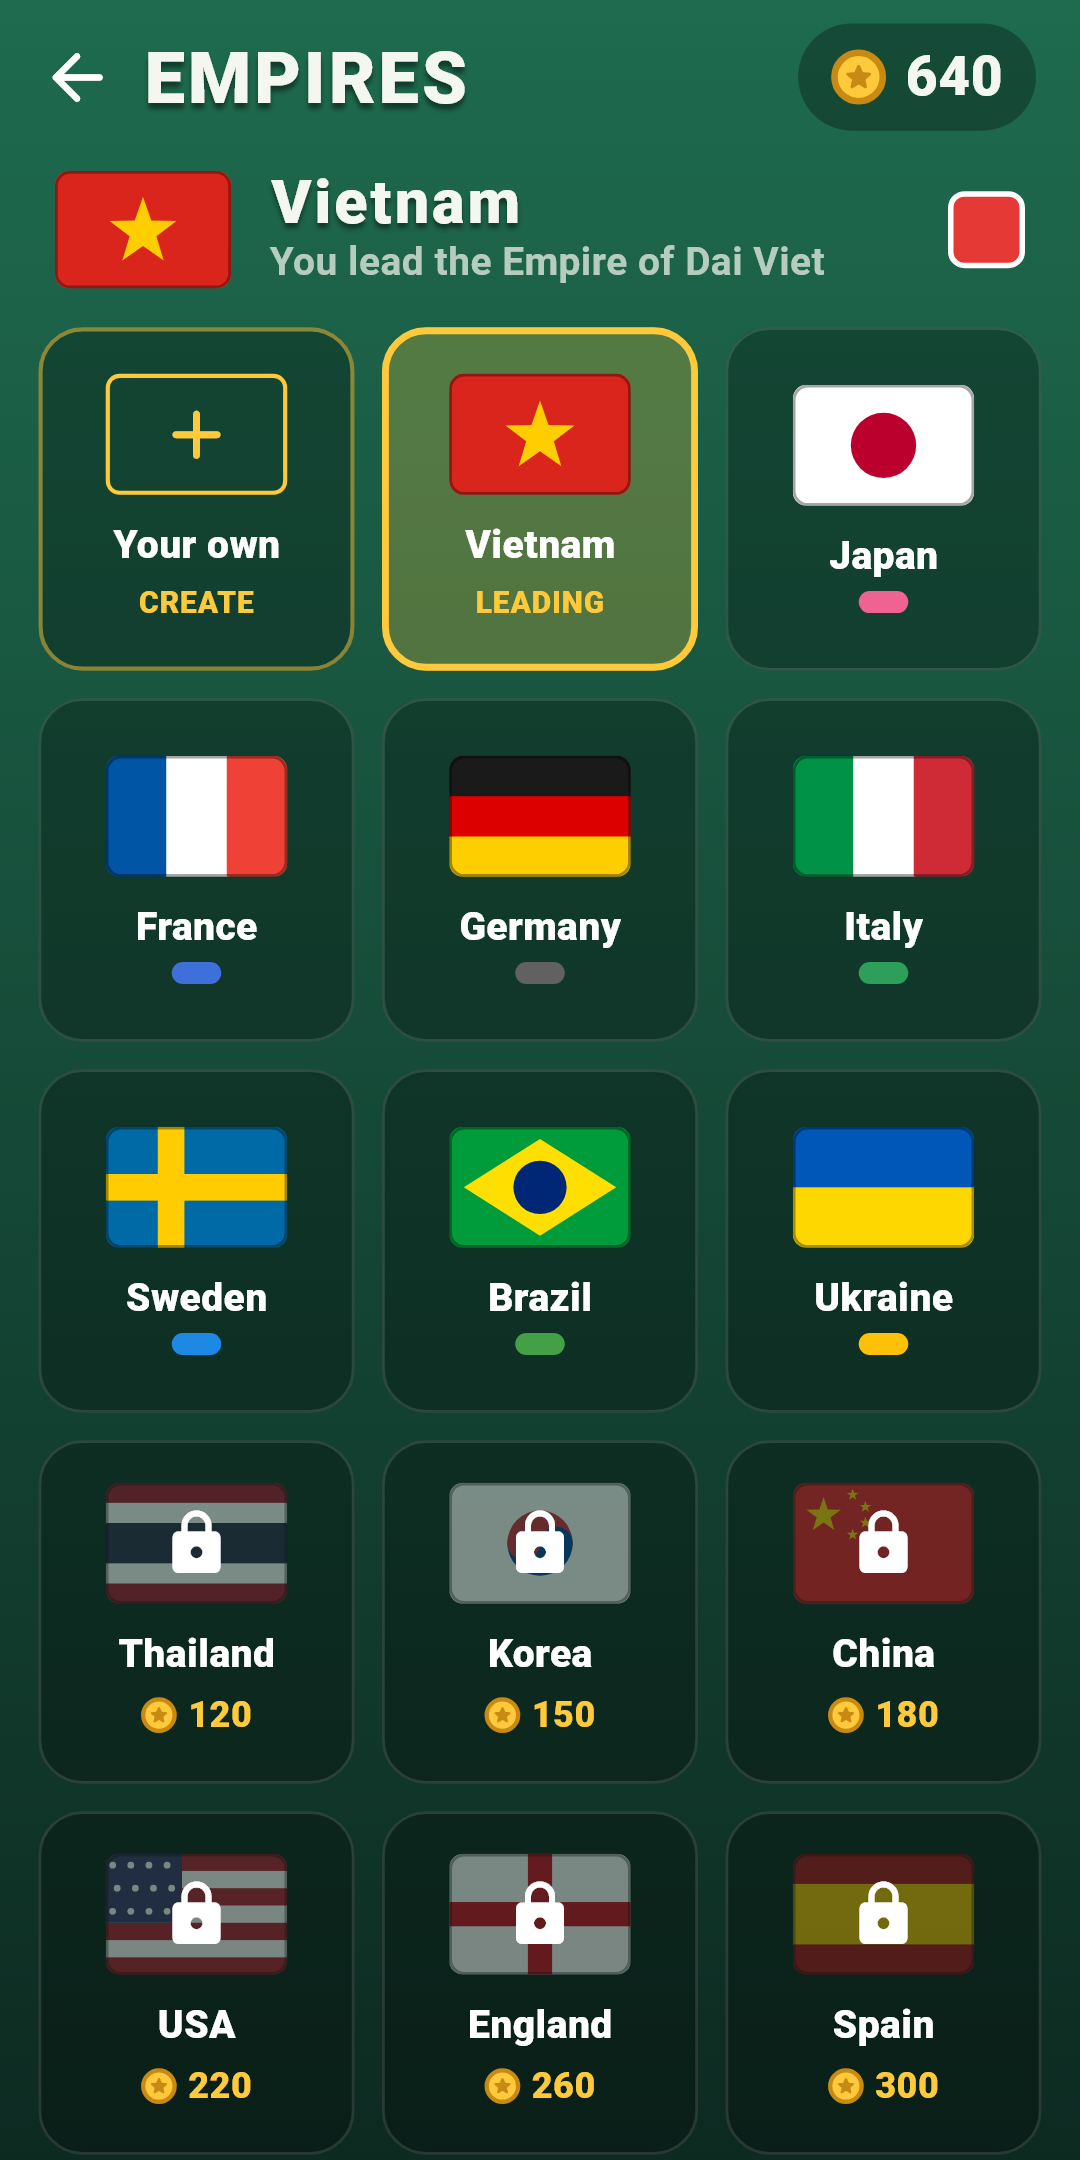 EMPIRES
640
Vietnam
You lead the Empire of Dai Viet
Your own
CREATE
Vietnam
LEADING
Japan
France
Germany
Italy
Sweden
Brazil
Ukraine
Thailand
120
Korea
150
China
180
USA
220
England
260
Spain
300